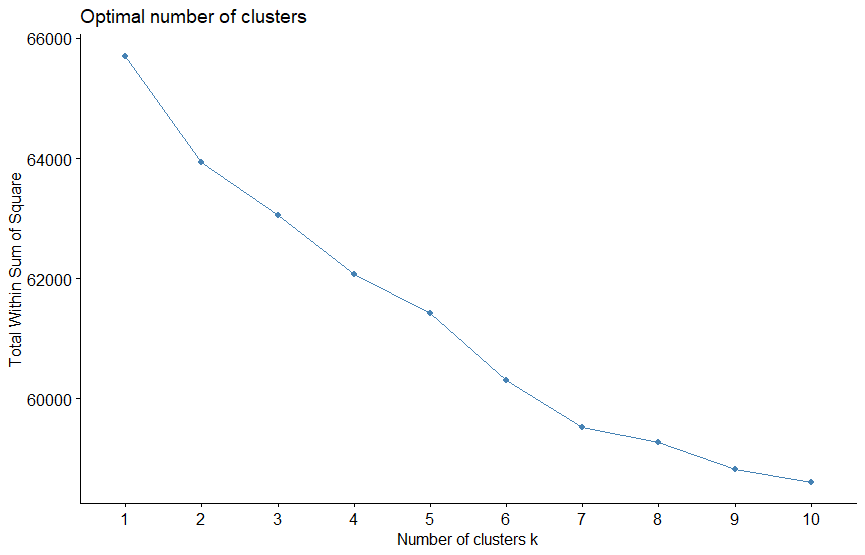 Optimal number of clusters
66000
64000
62000
60000
Total Within Sum of Square
1 2 3 4 5 6 7 8 9 10
Number of clusters k